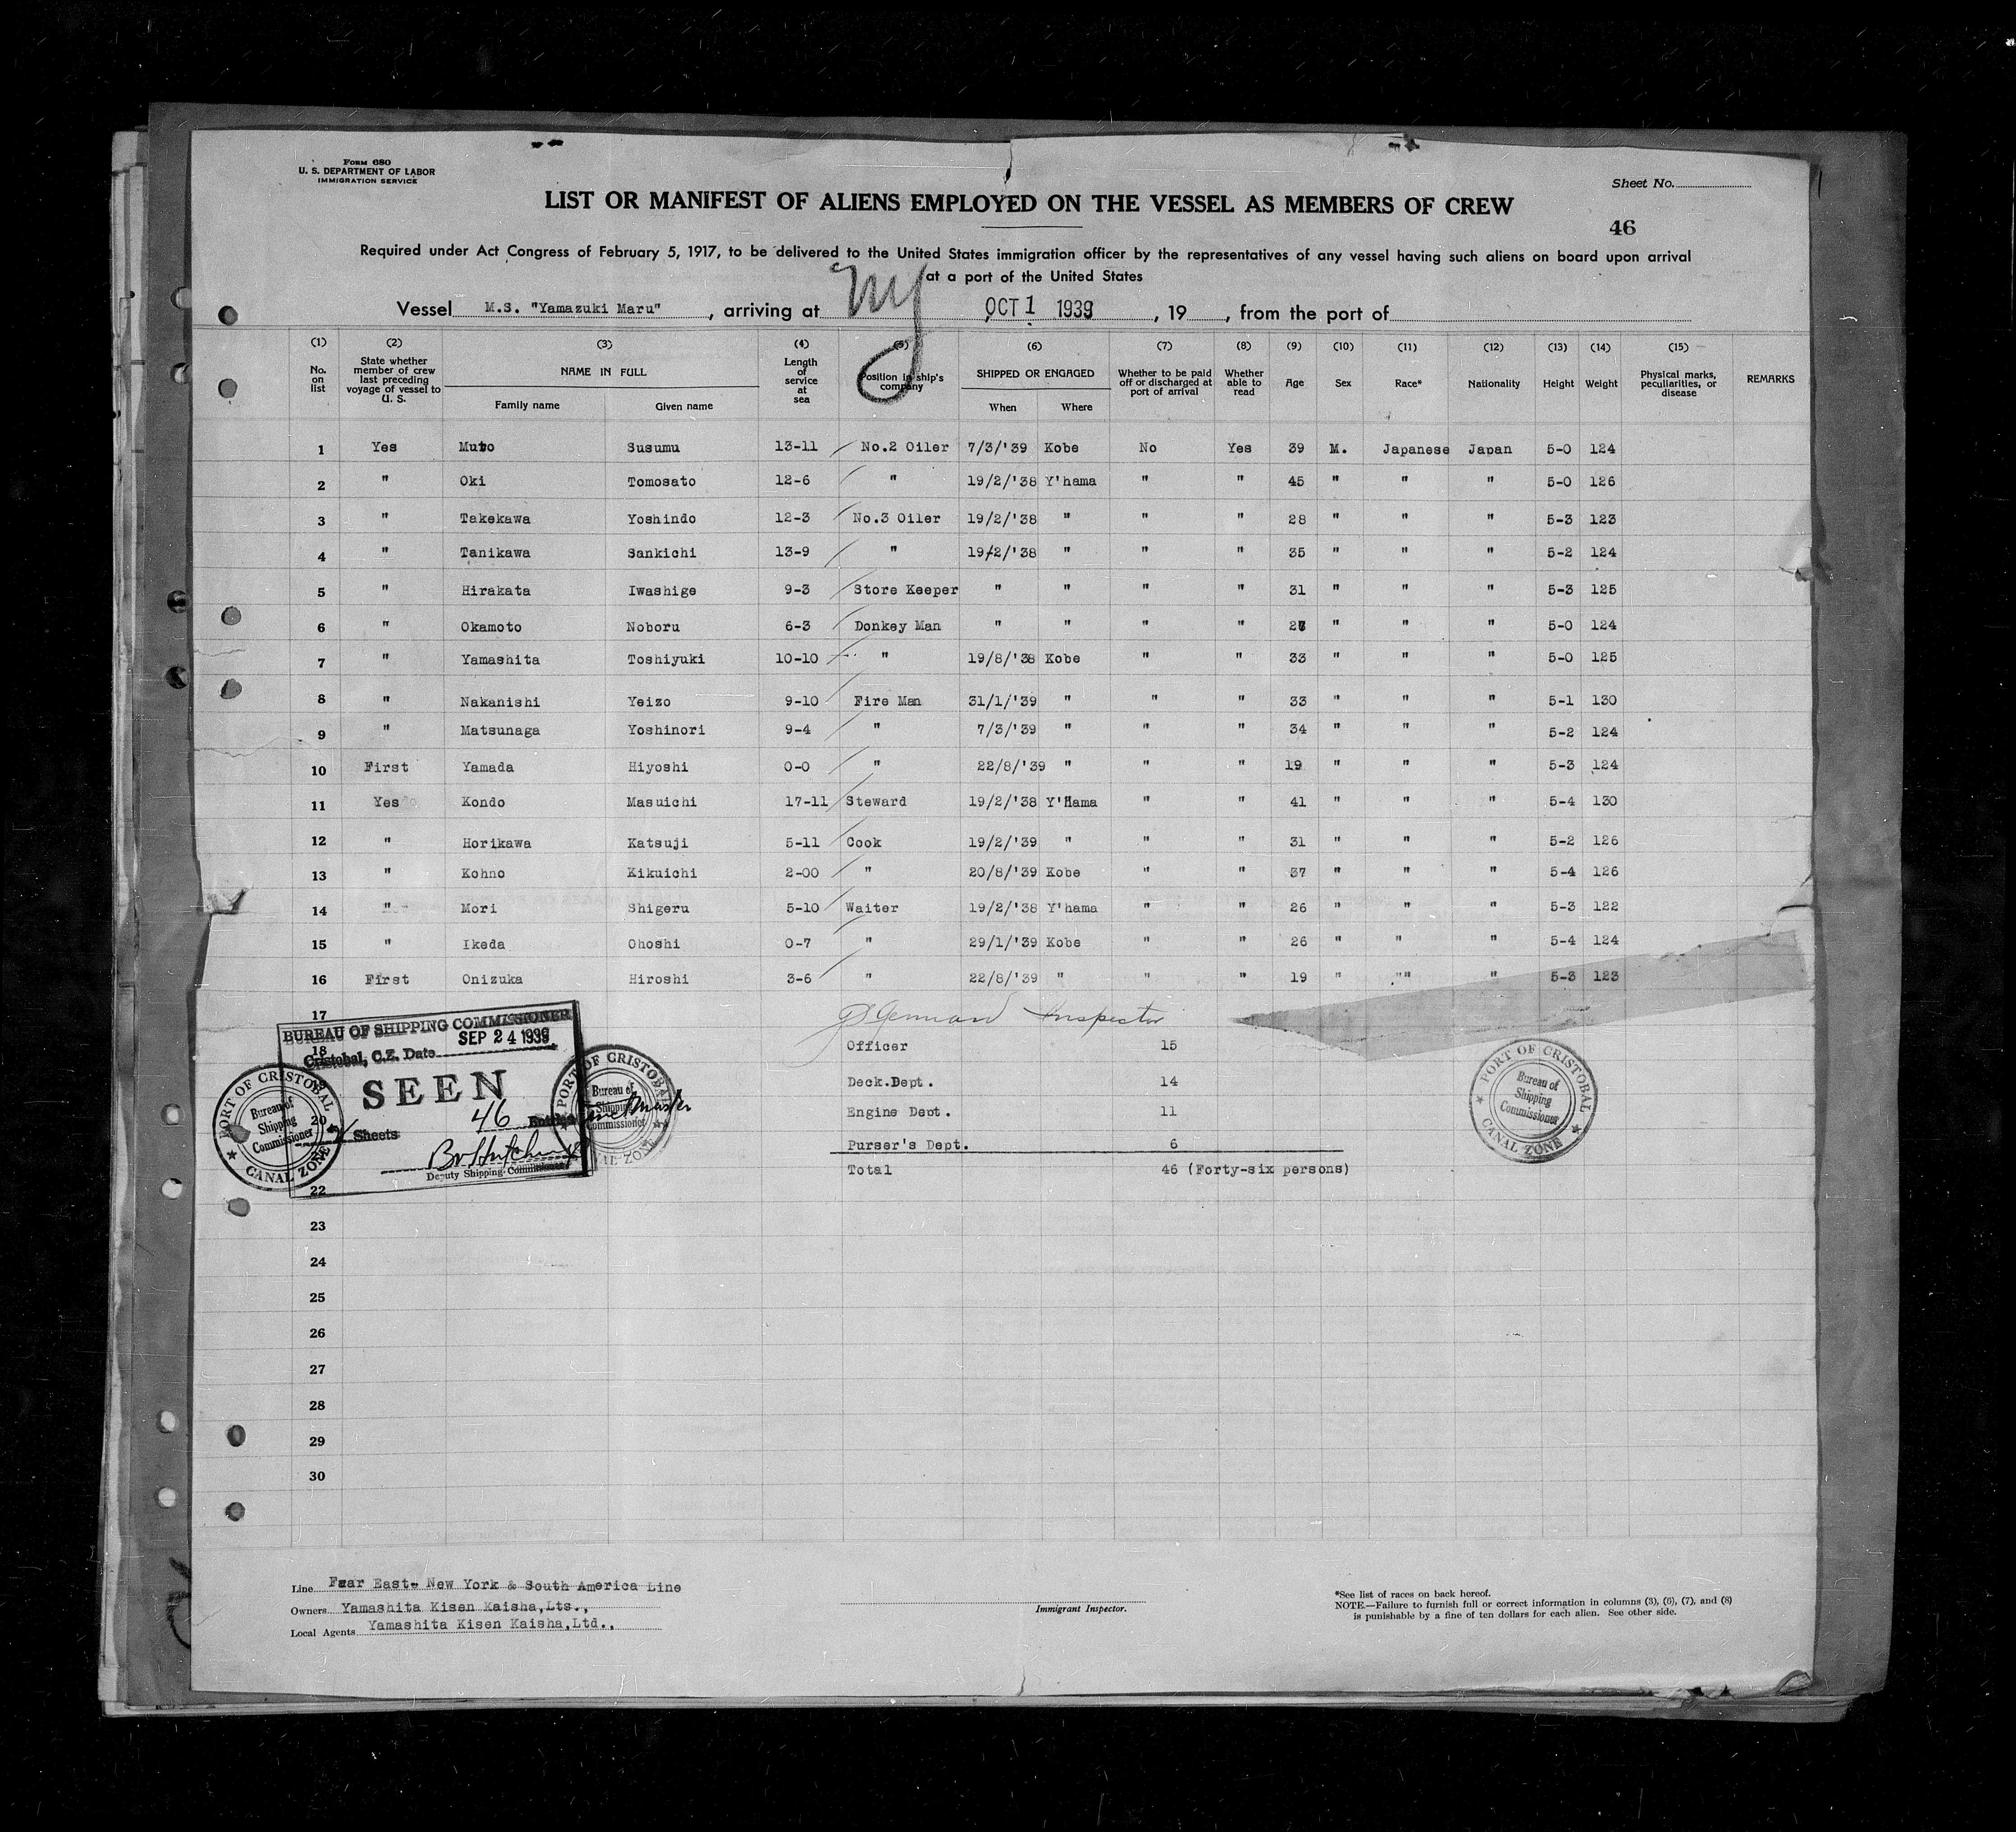 FORM 680
U. S. DEPARTMENT OF LABOR
IMMIGRATION SERVICE
Sheet No.
LIST OR MANIFEST OF ALIENS EMPLOYED ON THE VESSEL AS MEMBERS OF CREW
46
Required under Act Congress of February 5, 1917, to be delivered to the United States immigration officer by the representatives of any vessel having such aliens on board upon arrival
at a port of the United States
Vessel M.S. "Yamazuki Maru", arriving at NY OCT 1 1939, 19, from the port of
(1) (2) (3) (4) (5) (6) (7) (8) (9) (10) (11) (12) (13) (14) (15)
No. on list State whether member of crew last preceding voyage of vessel to U. S. NAME IN FULL Family name Given name Length of service at sea Position in ship's company SHIPPED OR ENGAGED When Where Whether to be paid off or discharged at port of arrival Whether able to read Age Sex Race* Nationality Height Weight Physical marks, peculiarities, or disease REMARKS
1 Yes Muto Susumu 13-11 No.2 Oiler 7/3/'39 Kobe No Yes 39 M. Japanese Japan 5-0 124
2 " Oki Tomosato 12-6 " 19/2/'38 Y'hama " " 45 " " " 5-0 126
3 " Takekawa Yoshindo 12-3 No.3 Oiler 19/2/'38 " " " 28 " " " 5-3 123
4 " Tanikawa Sankichi 13-9 " 19/2/'38 " " " 35 " " " 5-2 124
5 " Hirakata Iwashige 9-3 Store Keeper " " " " 31 " " " 5-3 125
6 " Okamoto Noboru 6-3 Donkey Man " " " " 27 " " " 5-0 124
7 " Yamashita Toshiyuki 10-10 " 19/8/'38 Kobe " " 33 " " " 5-0 125
8 " Nakanishi Yeizo 9-10 Fire Man 31/1/'39 " " " 33 " " " 5-1 130
9 " Matsunaga Yoshinori 9-4 " 7/3/'39 " " " 34 " " " 5-2 124
10 First Yamada Hiyoshi 0-0 " 22/8/'39 " " " 19 " " " 5-3 124
11 Yes Kondo Masuichi 17-11 Steward 19/2/'38 Y'Hama " " 41 " " " 5-4 130
12 " Horikawa Katsuji 5-11 Cook 19/2/'39 " " " 31 " " " 5-2 126
13 " Kohno Kikuichi 2-00 " 20/8/'39 Kobe " " 37 " " " 5-4 126
14 " Mori Shigeru 5-10 Waiter 19/2/'38 Y'hama " " 26 " " " 5-3 122
15 " Ikeda Ohoshi 0-7 " 29/1/'39 Kobe " " 26 " " " 5-4 124
16 First Onizuka Hiroshi 3-6 " 22/8/'39 " " " 19 " "" " 5-3 123
17
Inspector
BUREAU OF SHIPPING COMMISSIONER
SEP 24 1939
18
Cristobal, C.Z. Date
SEEN
46
20
Sheets
Deputy Shipping Commissioner
PORT OF CRISTOBAL
Bureau of Shipping Commissioner
CANAL ZONE
PORT OF CRISTOBAL
Bureau of Shipping Commissioner
CANAL ZONE
Officer 15
Deck.Dept. 14
Engine Dept. 11
Purser's Dept. 6
Total 46 (Forty-six persons)
PORT OF CRISTOBAL
Bureau of Shipping Commissioner
CANAL ZONE
22
23
24
25
26
27
28
29
30
Line Far East- New York & South America Line
Owners Yamashita Kisen Kaisha,Lts.,
Local Agents Yamashita Kisen Kaisha,Ltd.,
Immigrant Inspector.
*See list of races on back hereof.
NOTE.—Failure to furnish full or correct information in columns (3), (6), (7), and (8)
is punishable by a fine of ten dollars for each alien. See other side.